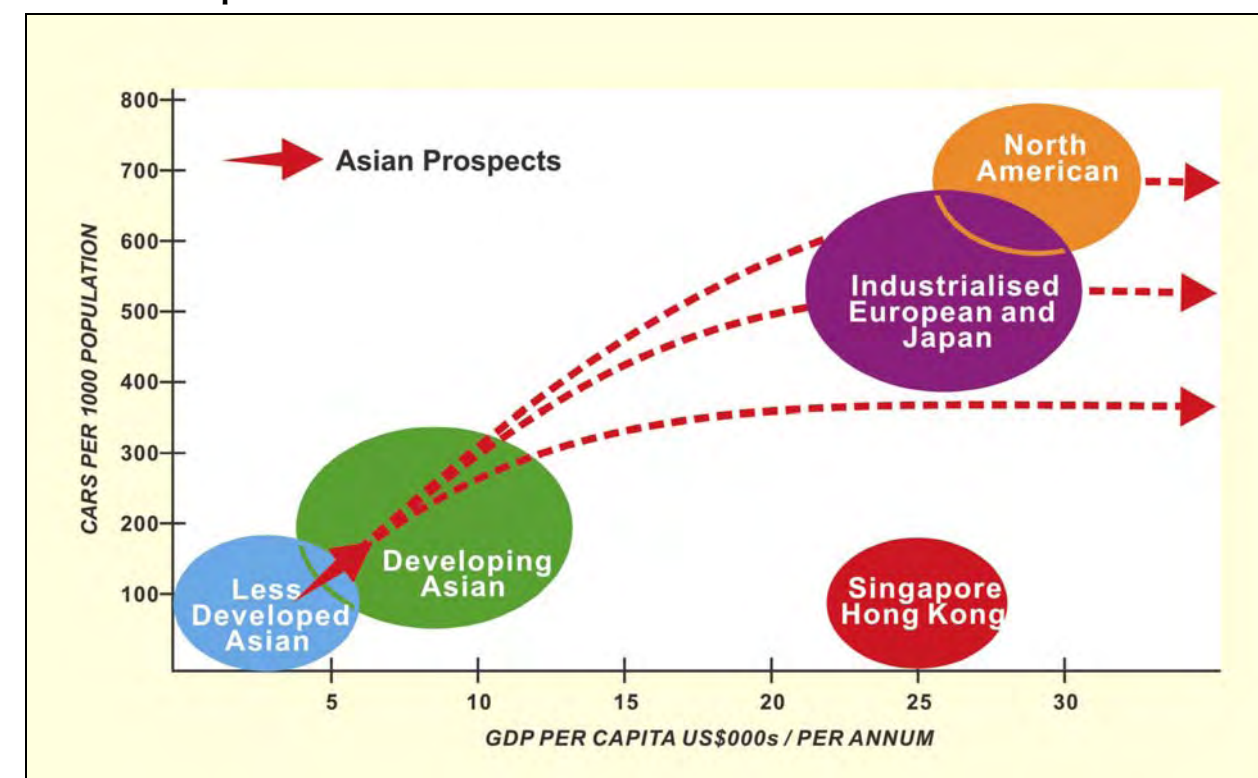 800
700
600
500
400
300
200
100
CARS PER 1000 POPULATION
Asian Prospects
North
American
Industrialised
European and
Japan
Developing
Asian
Less
Developed
Asian
Singapore
Hong Kong
5 10 15 20 25 30
GDP PER CAPITA US$000s / PER ANNUM